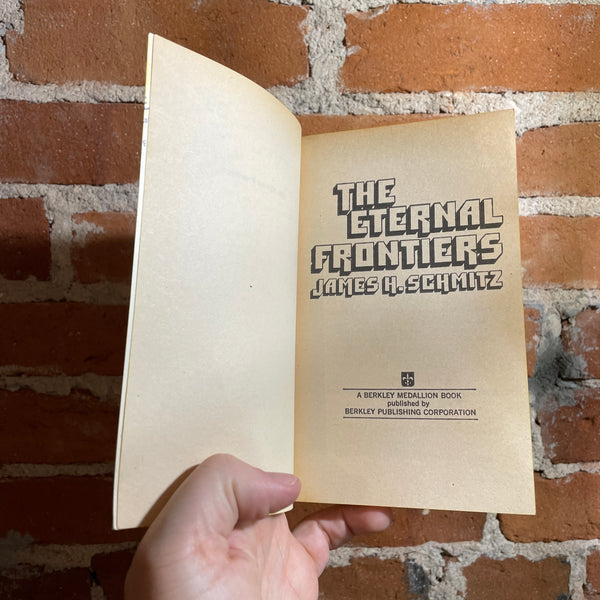 THE
ETERNAL
FRONTIERS
JAMES H. SCHMITZ
A BERKLEY MEDALLION BOOK
published by
BERKLEY PUBLISHING CORPORATION